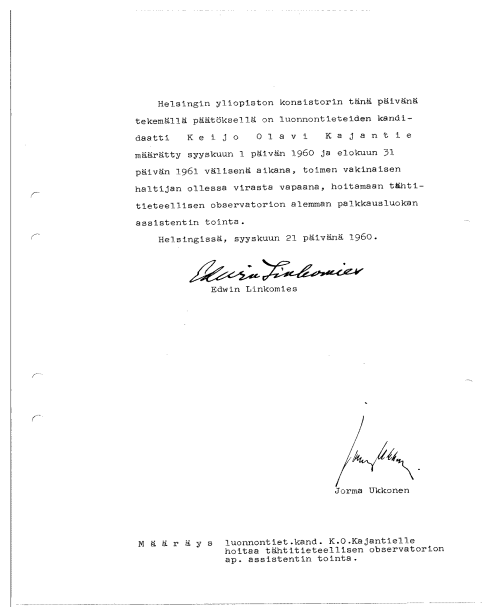 Helsingin yliopiston konsistorin tänä päivänä
tekemällä päätöksellä on luonnontieteiden kandi-
daatti K e i j o O l a v i K a j a n t i e
määrätty syyskuun 1 päivän 1960 ja elokuun 31
päivän 1961 välisenä aikana, toimen vakinaisen
haltijan ollessa virasta vapaana, hoitamaan tähti-
tieteellisen observatorion alemman palkkausluokan
assistentin tointa.
Helsingissä, syyskuun 21 päivänä 1960.
Edwin Linkomies
Edwin Linkomies
Jorma Ukkonen
M ä ä r ä y s luonnontiet.kand. K.O.Kajantielle
hoitaa tähtitieteellisen observatorion
ap. assistentin tointa.